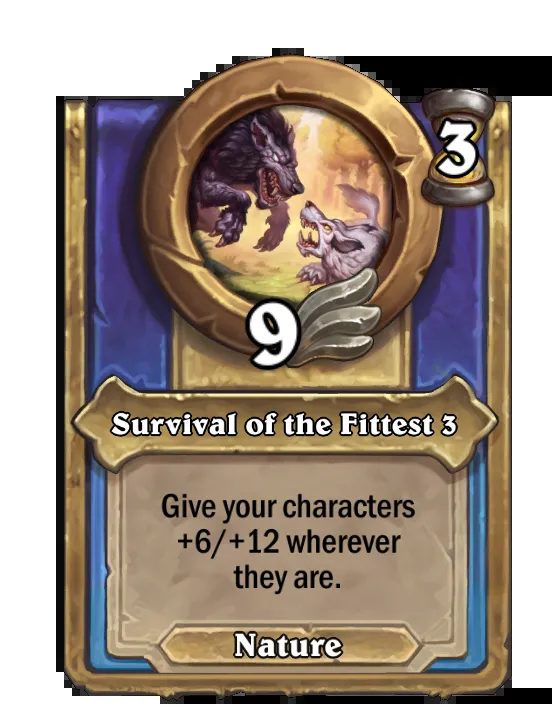 3
9
Survival of the Fittest 3
Give your characters
+6/+12 wherever
they are.
Nature